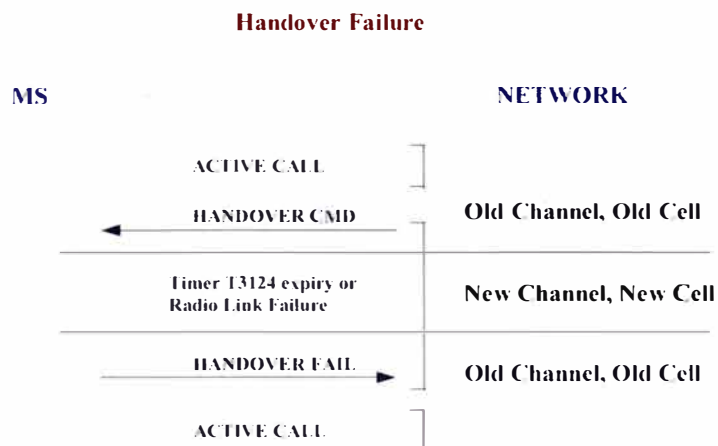 Handover Failure
MS
NETWORK
ACTIVE CALL
HANDOVER CMD
Old Channel, Old Cell
Timer T3124 expiry or
Radio Link Failure
New Channel, New Cell
HANDOVER FAIL
Old Channel, Old Cell
ACTIVE CALL